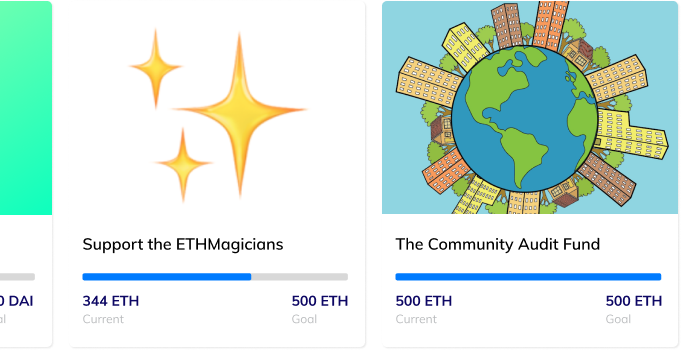 Support the ETHMagicians
The Community Audit Fund
0 DAI
344 ETH
500 ETH
500 ETH
500 ETH
Current
Goal
Current
Goal